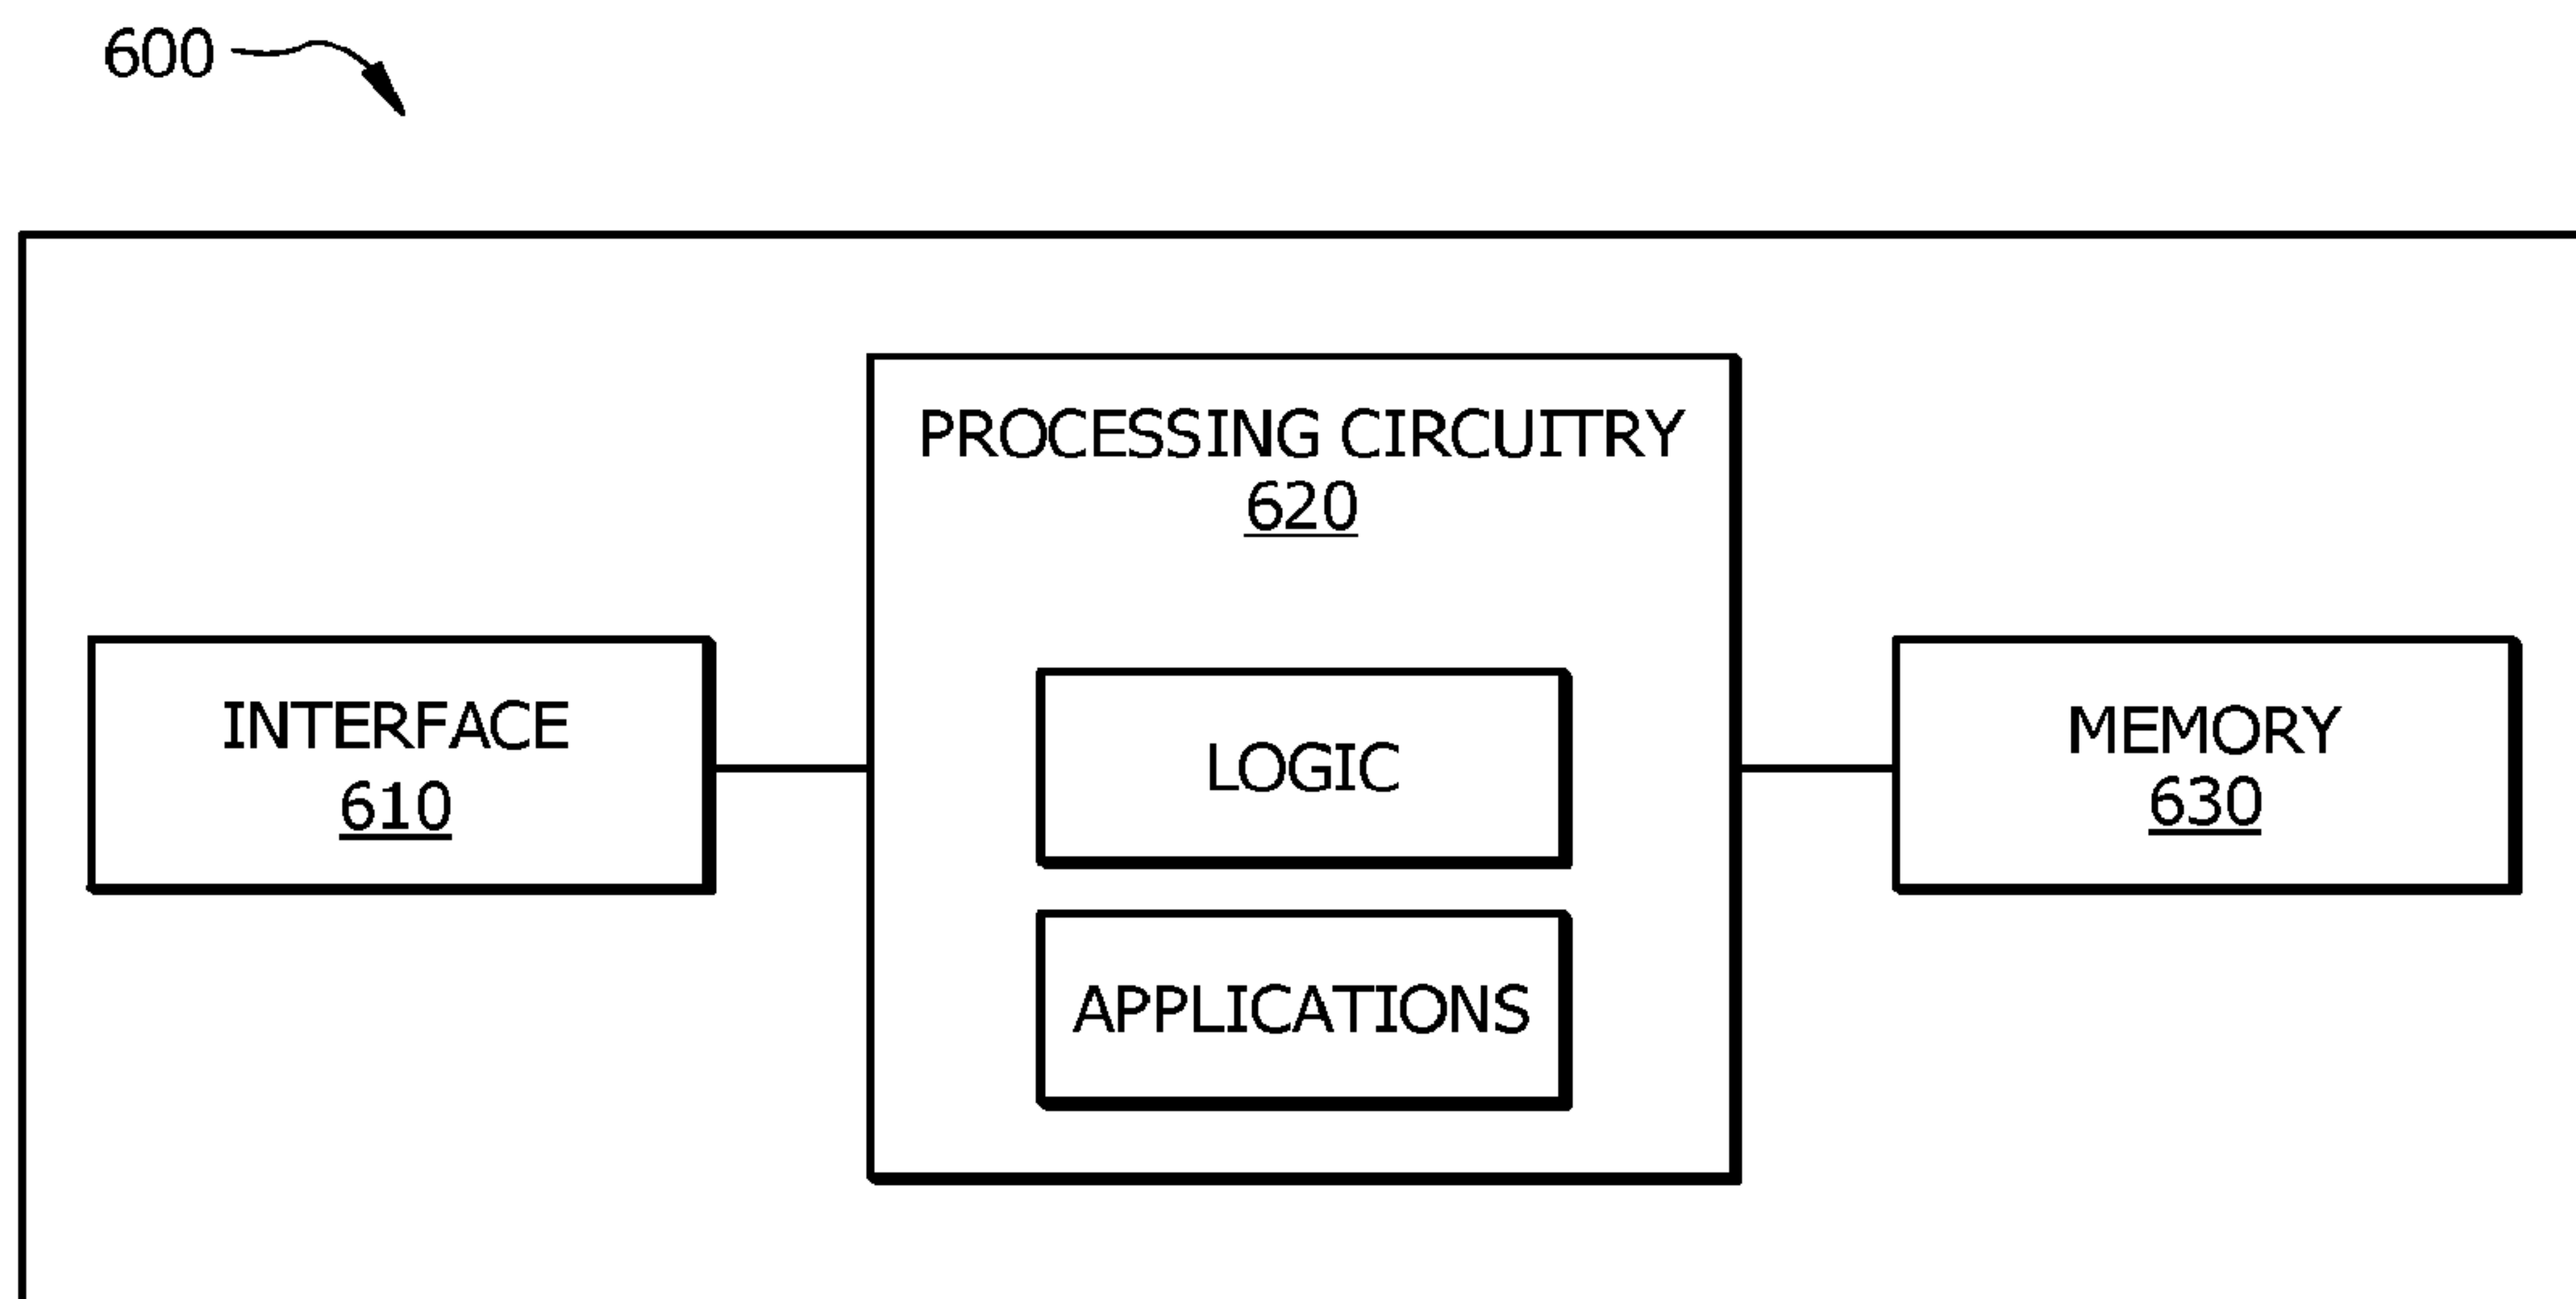 600
PROCESSING CIRCUITRY
620
INTERFACE
610
LOGIC
APPLICATIONS
MEMORY
630